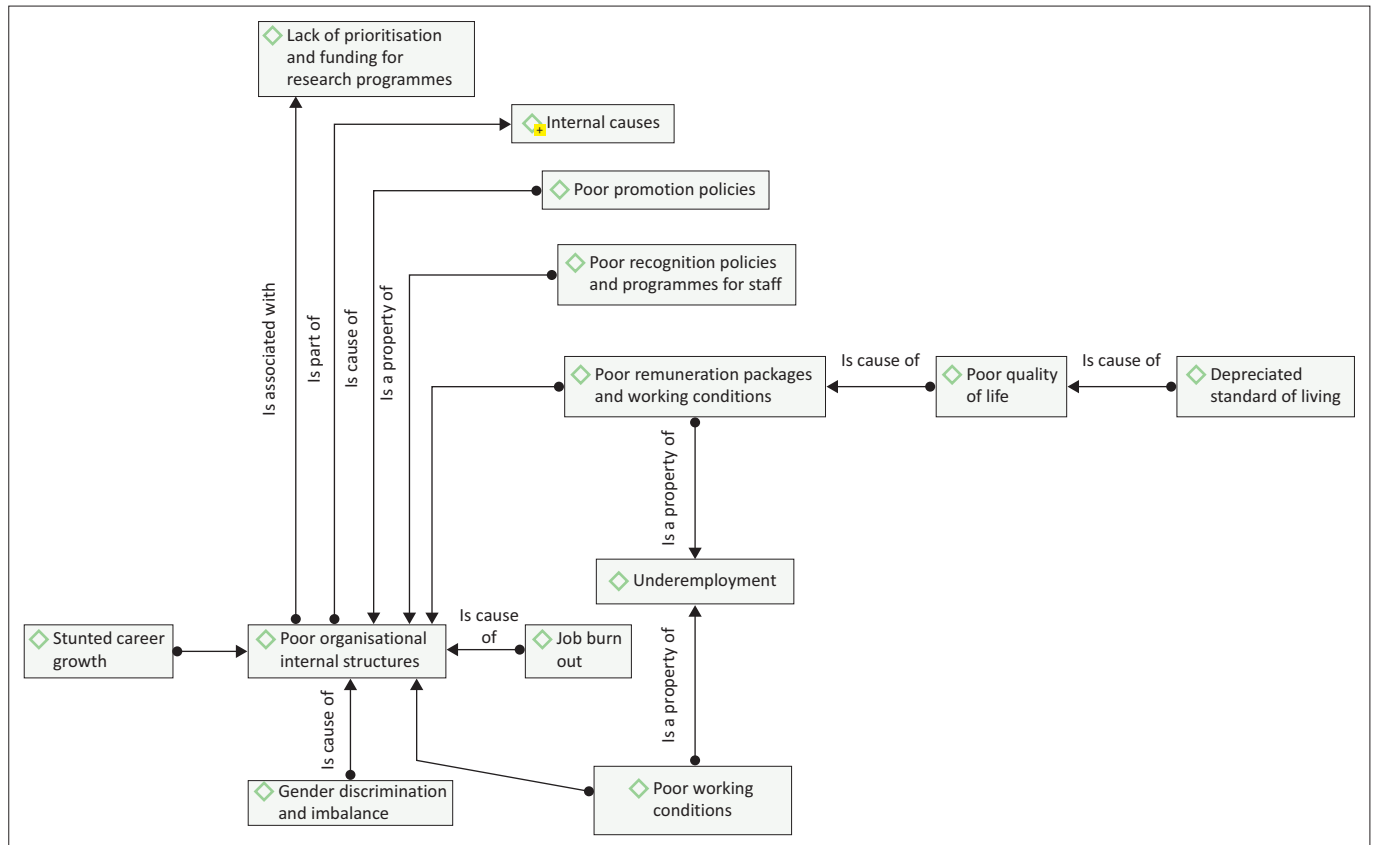 Lack of prioritisation
and funding for
research programmes
+
Internal causes
Poor promotion policies
Poor recognition policies
and programmes for staff
Is associated with
Is part of
Is cause of
Is a property of
Poor remuneration packages
and working conditions
Is cause of
Poor quality
of life
Is cause of
Depreciated
standard of living
Is a property of
Underemployment
Stunted career
growth
Poor organisational
internal structures
Is cause
of
Job burn
out
Is cause of
Is a property of
Gender discrimination
and imbalance
Poor working
conditions